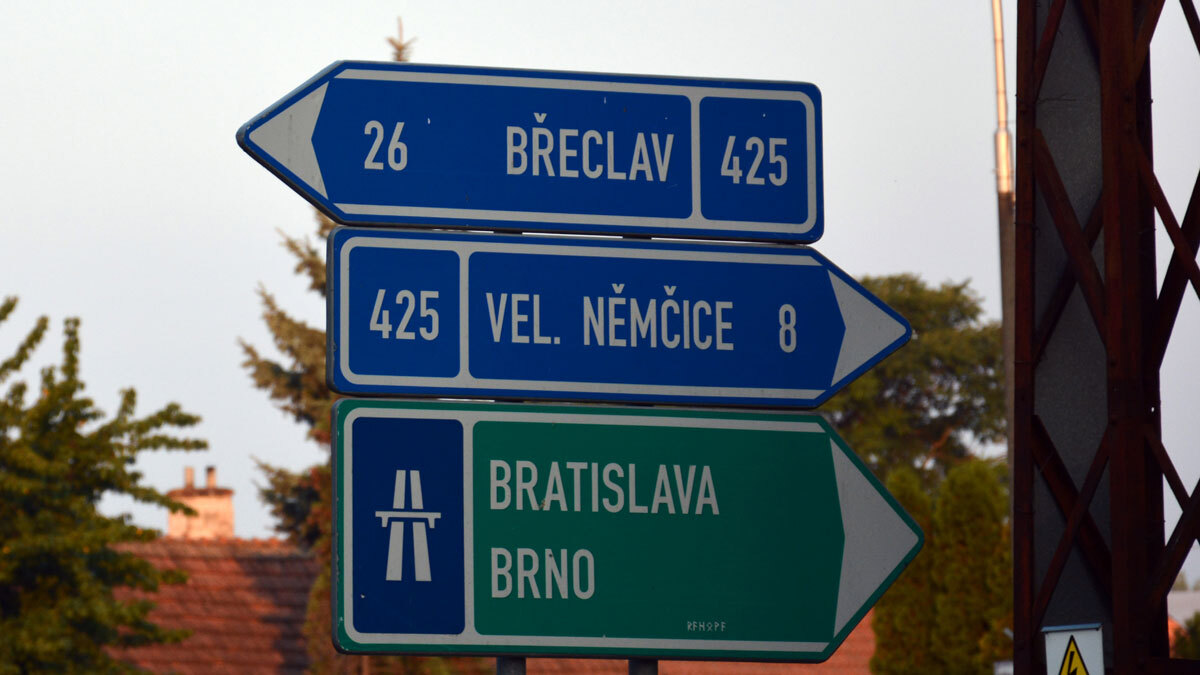 26 BŘECLAV 425
425 VEL. NĚMČICE 8
BRATISLAVA
BRNO